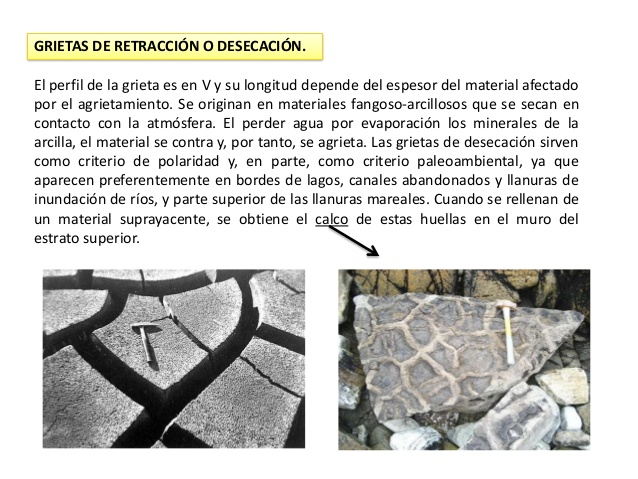 GRIETAS DE RETRACCIÓN O DESECACIÓN.
El perfil de la grieta es en V y su longitud depende del espesor del material afectado
por el agrietamiento. Se originan en materiales fangoso-arcillosos que se secan en
contacto con la atmósfera. El perder agua por evaporación los minerales de la
arcilla, el material se contra y, por tanto, se agrieta. Las grietas de desecación sirven
como criterio de polaridad y, en parte, como criterio paleoambiental, ya que
aparecen preferentemente en bordes de lagos, canales abandonados y llanuras de
inundación de ríos, y parte superior de las llanuras mareales. Cuando se rellenan de
un material suprayacente, se obtiene el calco de estas huellas en el muro del
estrato superior.